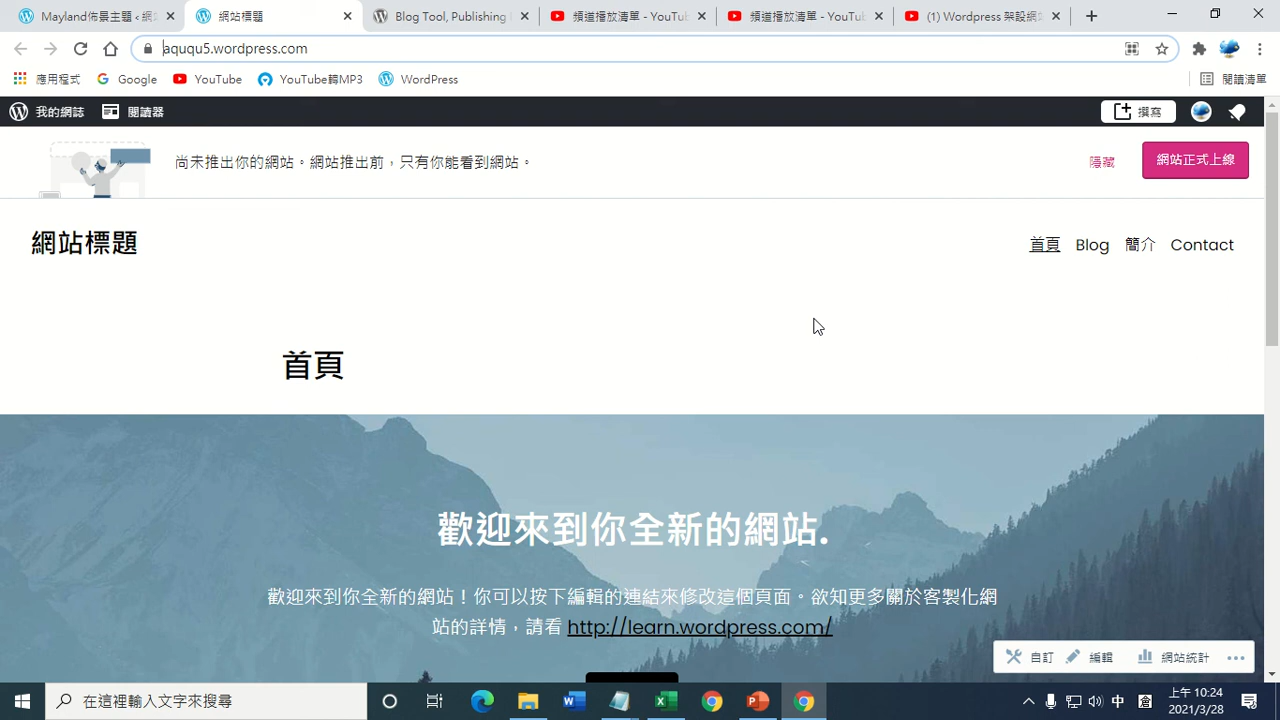 Mayland佈景主題 ‹ 網
網站標題
Blog Tool, Publishing
頻道播放清單 - YouTu
頻道播放清單 - YouTu
(1) Wordpress 架設網
aququ5.wordpress.com
應用程式
Google
YouTube
YouTube轉MP3
WordPress
閱讀清單
我的網誌
閱讀器
撰寫
尚未推出你的網站。網站推出前，只有你能看到網站。
隱藏
網站正式上線
網站標題
首頁
Blog
簡介
Contact
首頁
歡迎來到你全新的網站.
歡迎來到你全新的網站！你可以按下編輯的連結來修改這個頁面。欲知更多關於客製化網
站的詳情，請看 http://learn.wordpress.com/
自訂
編輯
網站統計
在這裡輸入文字來搜尋
中
倉
上午 10:24
2021/3/28